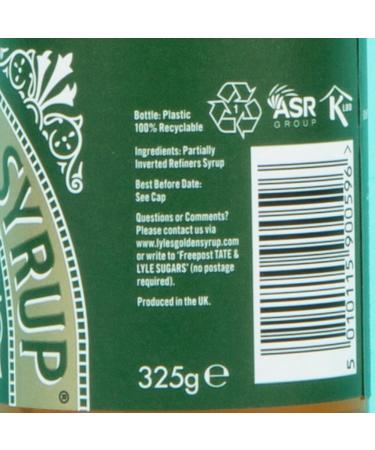 SYRUP
®
Bottle: Plastic
100% Recyclable
1
ASR
GROUP
K LBD
Ingredients: Partially
Inverted Refiners Syrup
Best Before Date:
See Cap
Questions or Comments?
Please contact us via
www.lylesgoldensyrup.com
or write to 'Freepost TATE &
LYLE SUGARS' (no postage
required).
Produced in the UK.
325g ℮
5 010115 900596 >